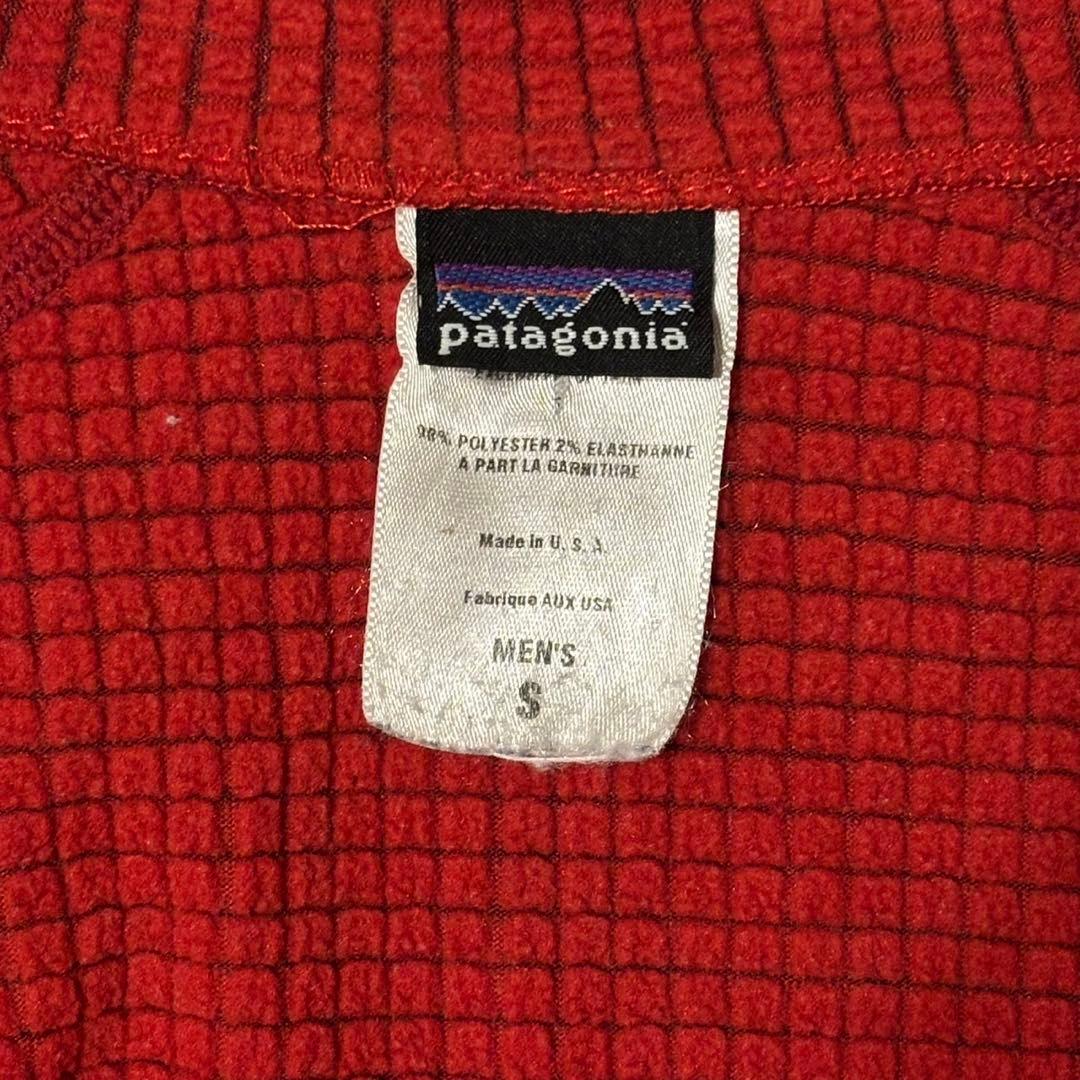 patagonia
98% POLYESTER 2% ELASTHANNE
A PART LA GARNITURE
Made in U.S.A.
Fabrique AUX USA
MEN'S
S